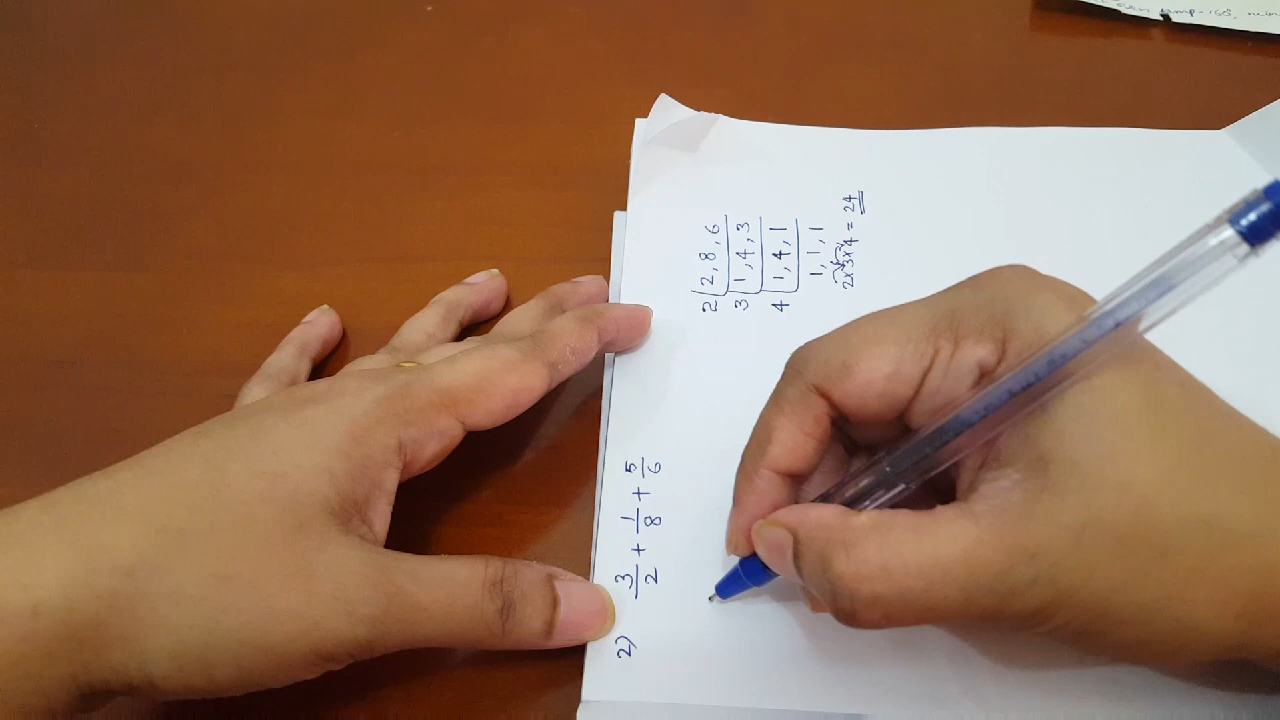 2) 3/2 + 1/8 + 5/6
2 | 2, 8, 6
3 | 1, 4, 3
4 | 1, 4, 1
1, 1, 1
2x3x4 = 24